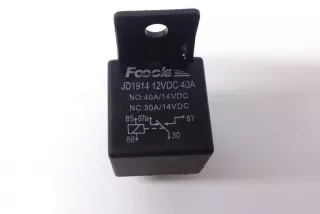 JD1914 12VDC 40A
NO:40A/14VDC
NC:30A/14VDC
85 87a 87
86 30